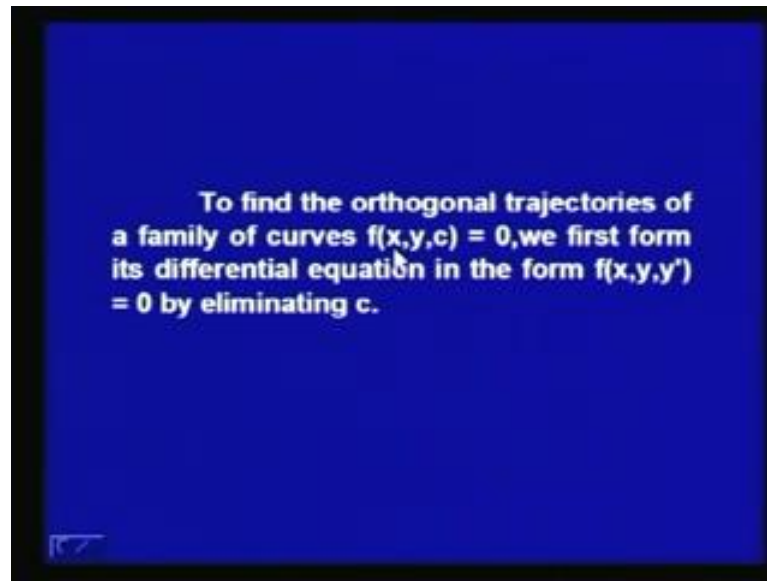 To find the orthogonal trajectories of
a family of curves f(x,y,c) = 0,we first form
its differential equation in the form f(x,y,y')
= 0 by eliminating c.